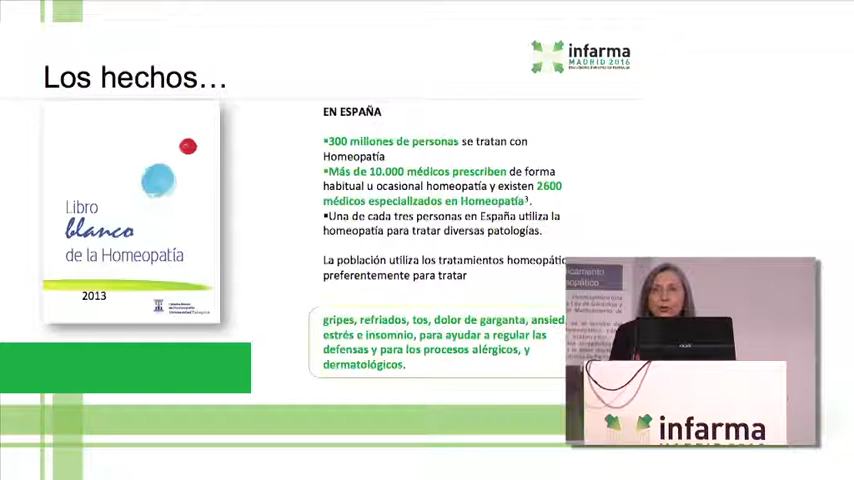 infarma
MADRID 2016
Los hechos...
Libro
blanco
de la Homeopatía
2013
EN ESPAÑA
▪300 millones de personas se tratan con
Homeopatía
▪Más de 10.000 médicos prescriben de forma
habitual u ocasional homeopatía y existen 2600
médicos especializados en Homeopatía³.
▪Una de cada tres personas en España utiliza la
homeopatía para tratar diversas patologías.
La población utiliza los tratamientos homeopátic
preferentemente para tratar
gripes, refriados, tos, dolor de garganta, ansied
estrés e insomnio, para ayudar a regular las
defensas y para los procesos alérgicos, y
dermatológicos.
infarma